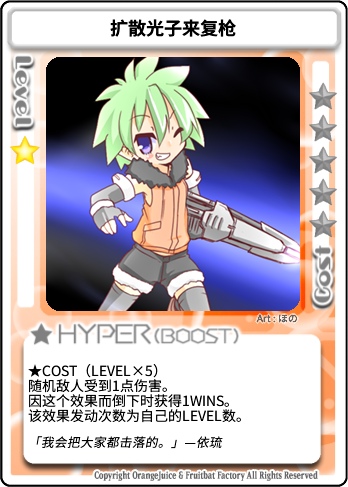 扩散光子来复枪
Level
Cost
Art : ほの
HYPER(BOOST)
★COST（LEVEL×5）
随机敌人受到1点伤害。
因这个效果而倒下时获得1WINS。
该效果发动次数为自己的LEVEL数。
「我会把大家都击落的。」—依琉
Copyright OrangeJuice & Fruitbat Factory All Rights Reserved